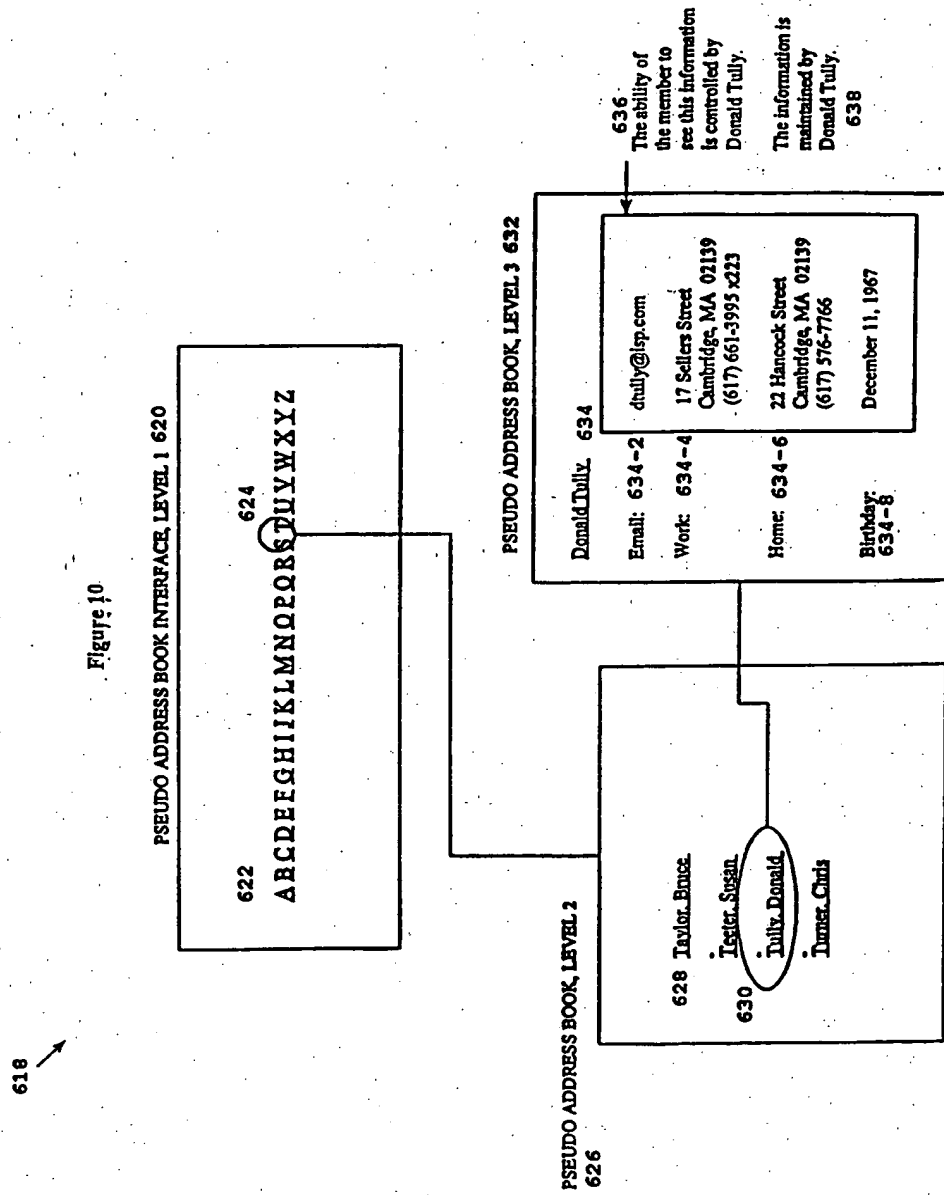 618
Figure 10
PSEUDO ADDRESS BOOK INTERFACE, LEVEL 1 620
622
624
A B C D E F G H I J K L M N O P Q R S T U V W X Y Z
PSEUDO ADDRESS BOOK, LEVEL 2
626
628 Taylor, Bruce
Teeter, Susan
630 Tully, Donald
Turner, Chris
PSEUDO ADDRESS BOOK, LEVEL 3 632
Donald Tully 634
Email: 634-2 dtully@isp.com
Work: 634-4 17 Sellers Street
Cambridge, MA 02139
(617) 661-3995 x223
Home: 634-6 22 Hancock Street
Cambridge, MA 02139
(617) 576-7766
Birthday: December 11, 1967
634-8
636
The ability of
the member to
see this information
is controlled by
Donald Tully.
The information is
maintained by
Donald Tully.
638